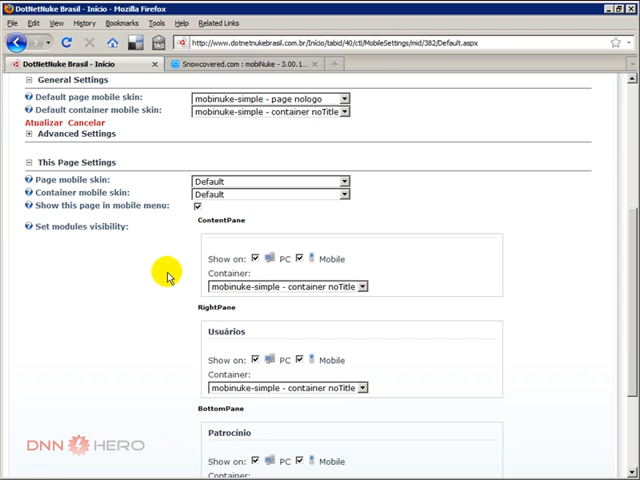 DotNetNuke Brasil - Início - Mozilla Firefox
File Edit View History Bookmarks Tools Help Related Links
http://www.dotnetnukebrasil.com.br/Início/tabid/40/ctl/MobileSettings/mid/382/Default.aspx
DotNetNuke Brasil - Início
Snowcovered.com : mobiNuke - 3.00.1...
General Settings
Default page mobile skin: mobinuke-simple - page nologo
Default container mobile skin: mobinuke-simple - container noTitle
Atualizar Cancelar
Advanced Settings
This Page Settings
Page mobile skin: Default
Container mobile skin: Default
Show this page in mobile menu:
ContentPane
Set modules visibility:
Show on: PC Mobile
Container:
mobinuke-simple - container noTitle
RightPane
Usuários
Show on: PC Mobile
Container:
mobinuke-simple - container noTitle
BottomPane
Patrocínio
Show on: PC Mobile
Container:
DNN HERO